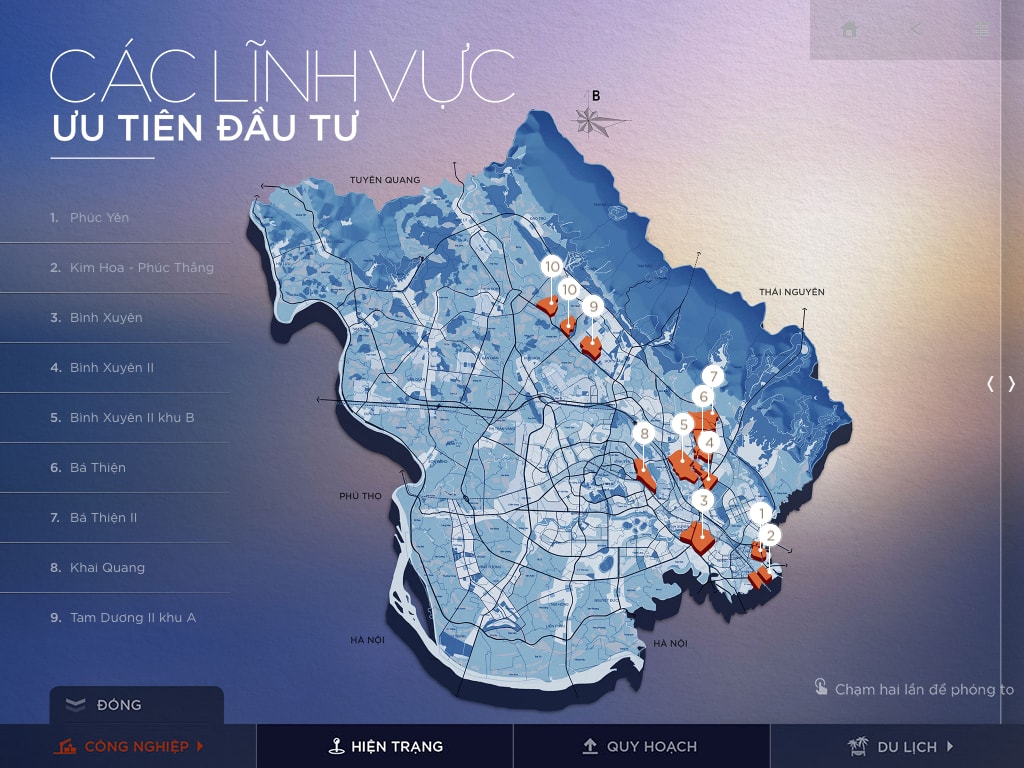 CÁC LĨNH VỰC
ƯU TIÊN ĐẦU TƯ
B
TUYÊN QUANG
THÁI NGUYÊN
PHÚ THỌ
HÀ NỘI
HÀ NỘI
1. Phúc Yên
2. Kim Hoa - Phúc Thắng
3. Bình Xuyên
4. Bình Xuyên II
5. Bình Xuyên II khu B
6. Bá Thiện
7. Bá Thiện II
8. Khai Quang
9. Tam Dương II khu A
10
10
9
7
6
5
8
4
3
1
2
Chạm hai lần để phóng to
ĐÓNG
CÔNG NGHIỆP
HIỆN TRẠNG
QUY HOẠCH
DU LỊCH